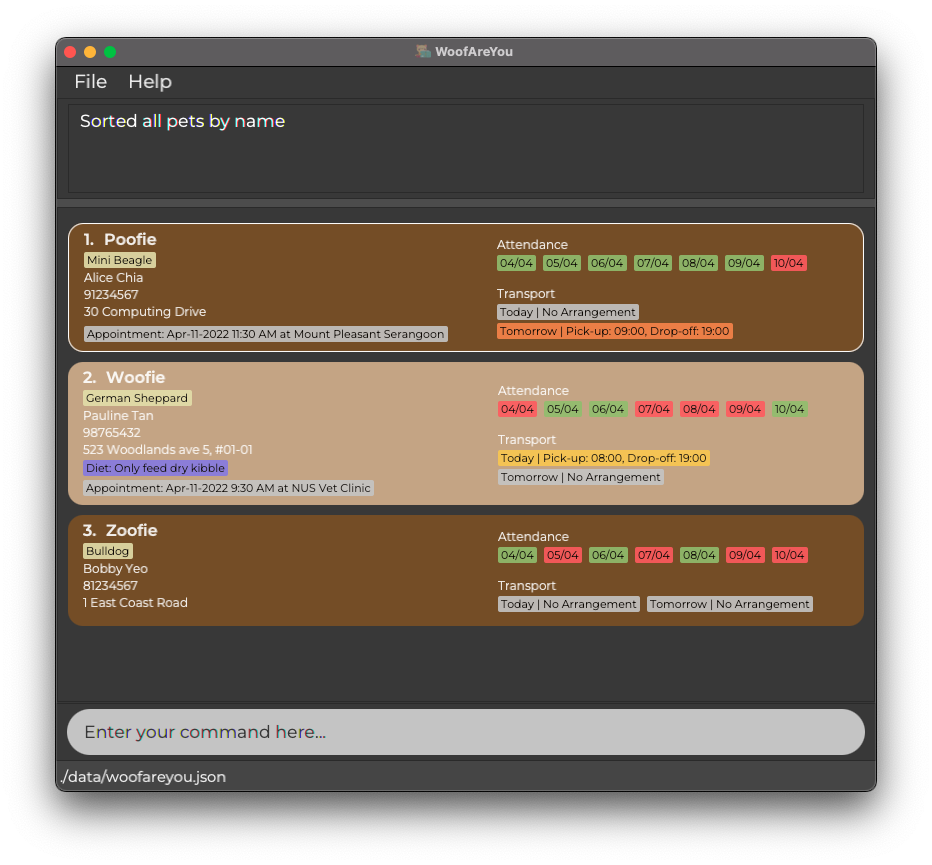 WoofAreYou
File Help
Sorted all pets by name
1. Poofie
Mini Beagle
Alice Chia
91234567
30 Computing Drive
Appointment: Apr-11-2022 11:30 AM at Mount Pleasant Serangoon
Attendance
04/04 05/04 06/04 07/04 08/04 09/04 10/04
Transport
Today | No Arrangement
Tomorrow | Pick-up: 09:00, Drop-off: 19:00
2. Woofie
German Sheppard
Pauline Tan
98765432
523 Woodlands ave 5, #01-01
Diet: Only feed dry kibble
Appointment: Apr-11-2022 9:30 AM at NUS Vet Clinic
Attendance
04/04 05/04 06/04 07/04 08/04 09/04 10/04
Transport
Today | Pick-up: 08:00, Drop-off: 19:00
Tomorrow | No Arrangement
3. Zoofie
Bulldog
Bobby Yeo
81234567
1 East Coast Road
Attendance
04/04 05/04 06/04 07/04 08/04 09/04 10/04
Transport
Today | No Arrangement Tomorrow | No Arrangement
Enter your command here...
./data/woofareyou.json